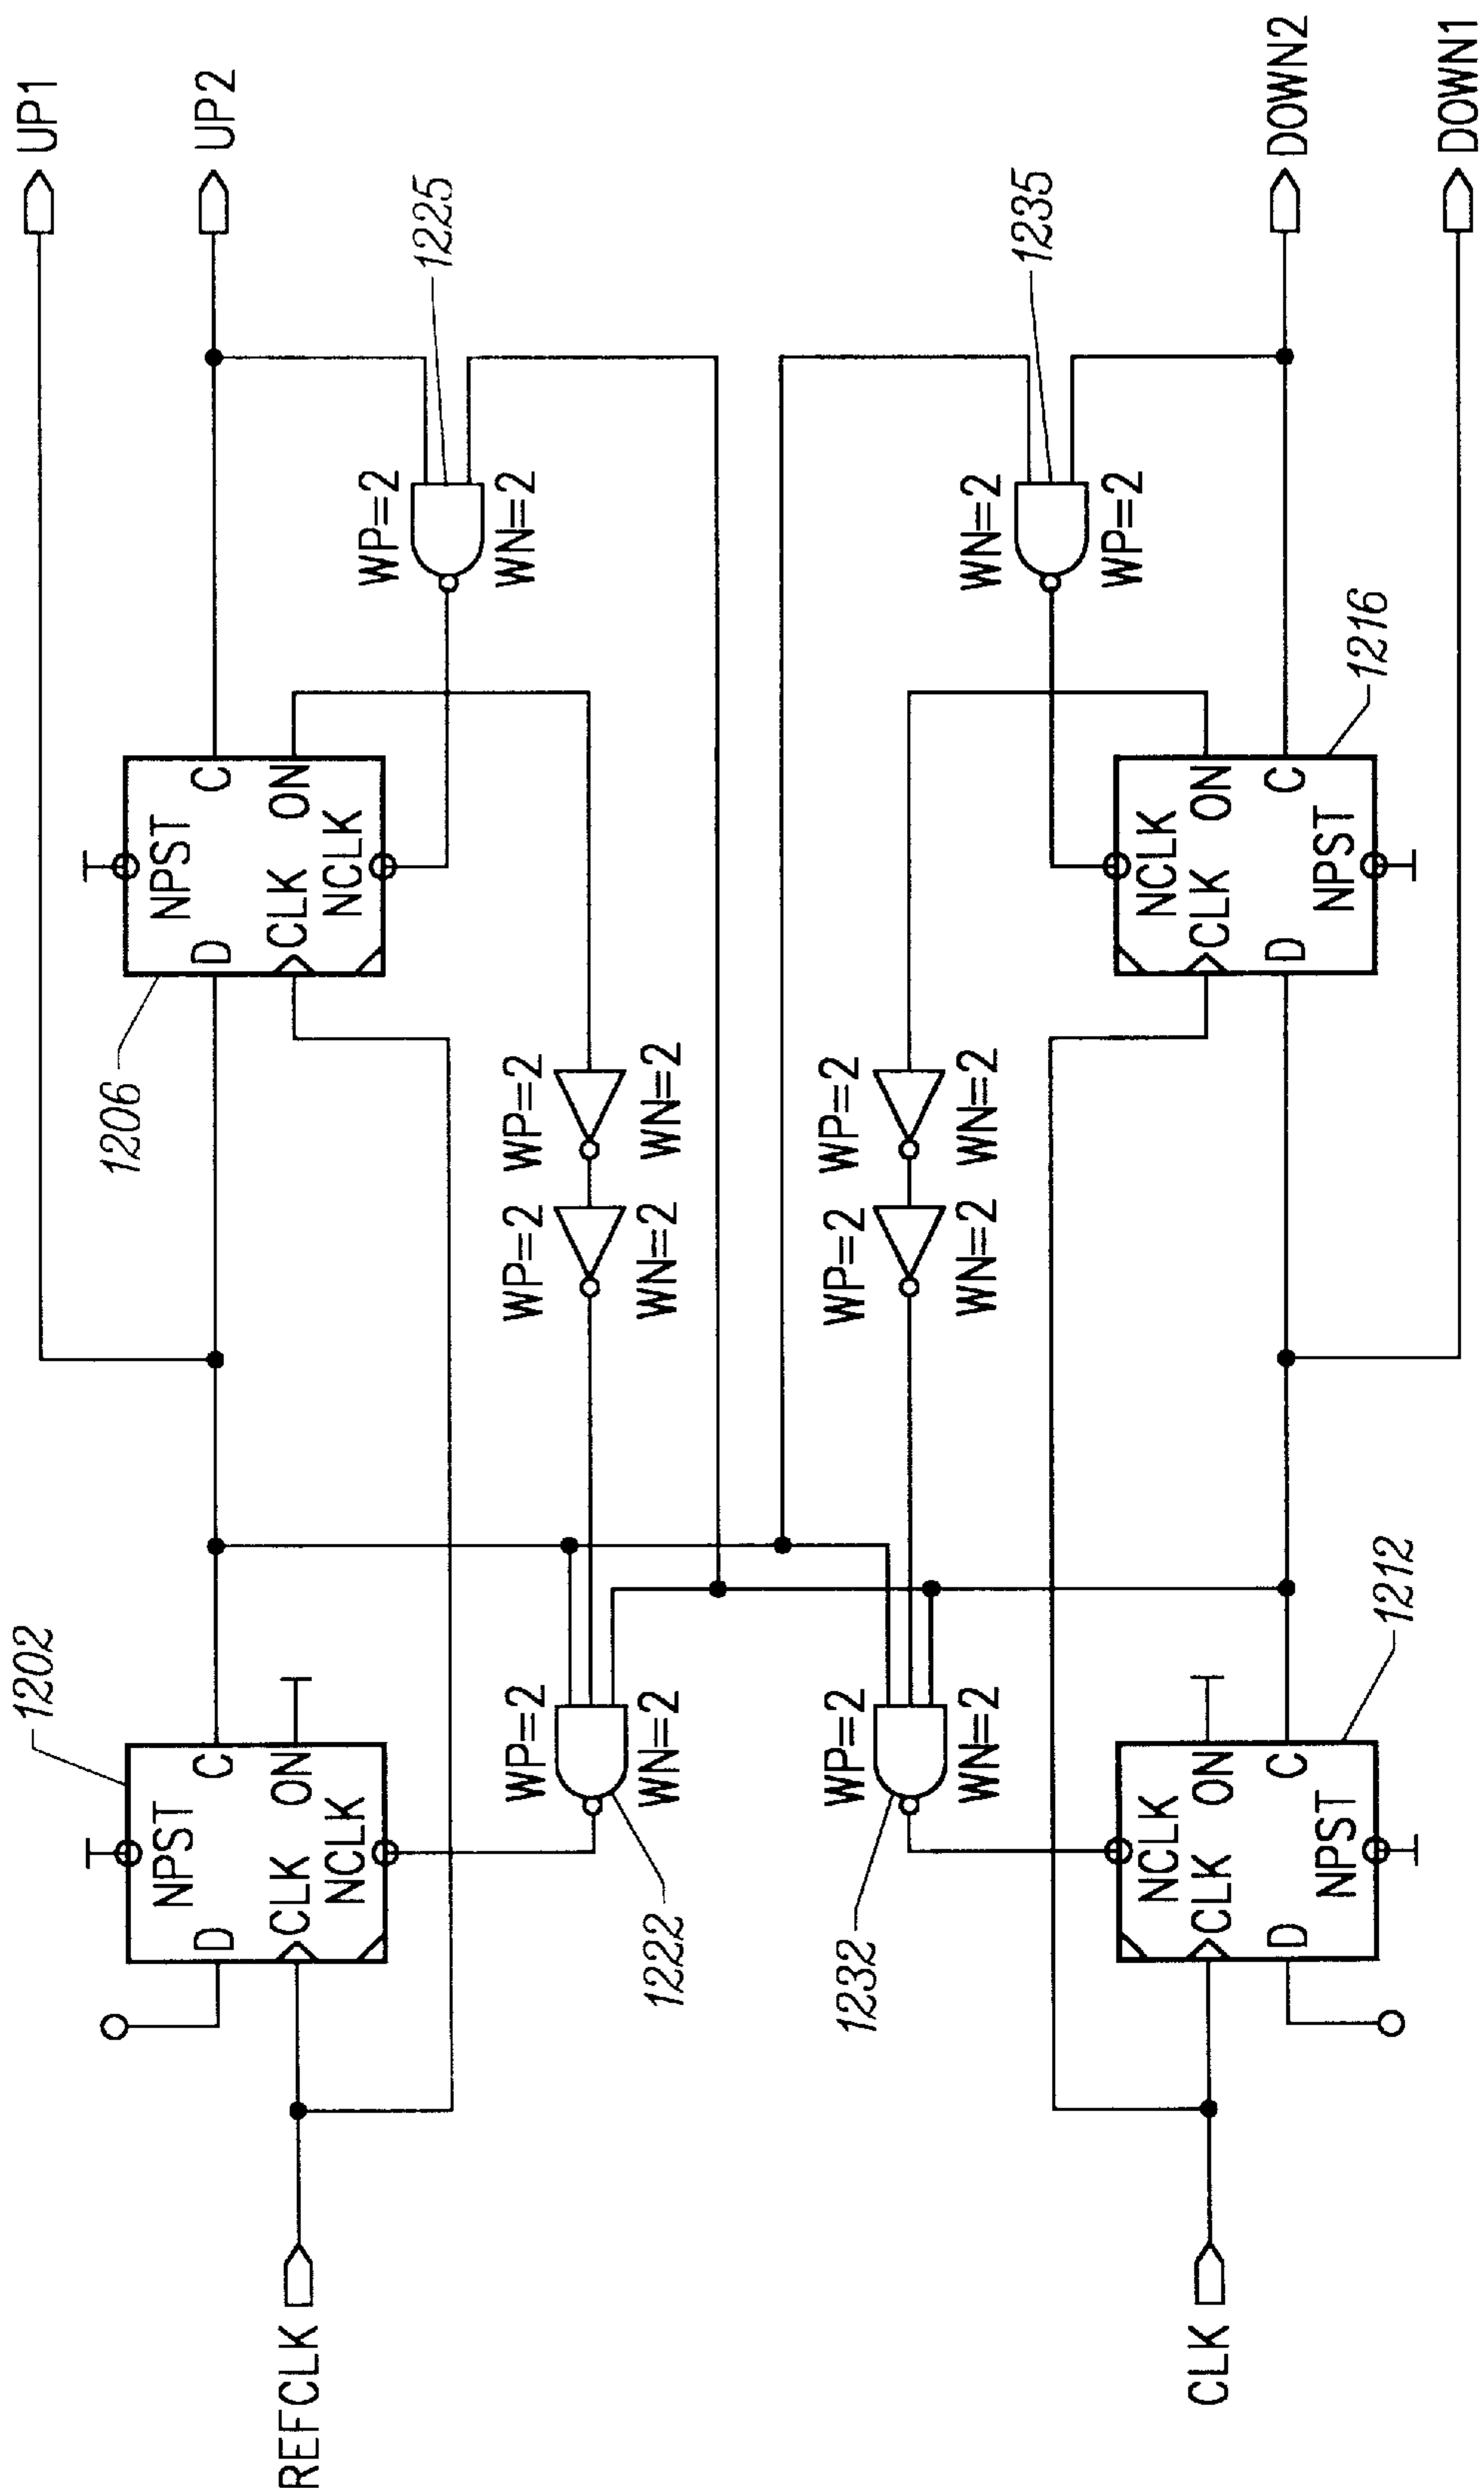 UP1
UP2
1202
1206
NPST
D
C
CLK
ON
NCLK
NPST
D
C
CLK
ON
NCLK
REFCLK
1225
WP=2
WN=2
WP=2
WP=2
WP=2
WN=2
WN=2
WN=2
1222
1232
WP=2
WP=2
WP=2
WN=2
WN=2
WN=2
1235
WN=2
WP=2
NCLK
CLK
ON
D
C
NPST
NCLK
CLK
ON
D
C
NPST
CLK
1212
1216
DOWN2
DOWN1